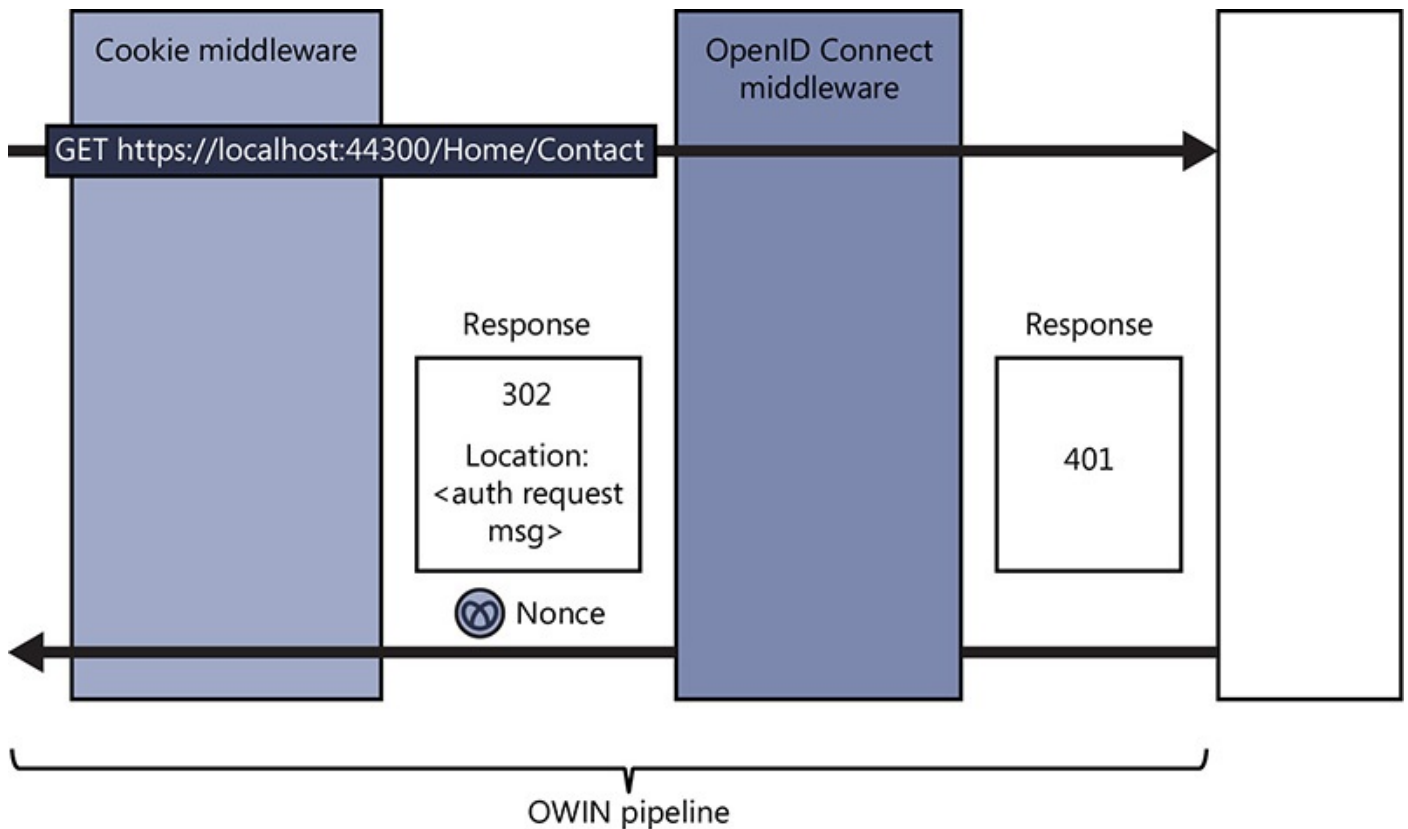 Cookie middleware
OpenID Connect
middleware
GET https://localhost:44300/Home/Contact
Response
302
Location:
<auth request
msg>
Nonce
Response
401
OWIN pipeline